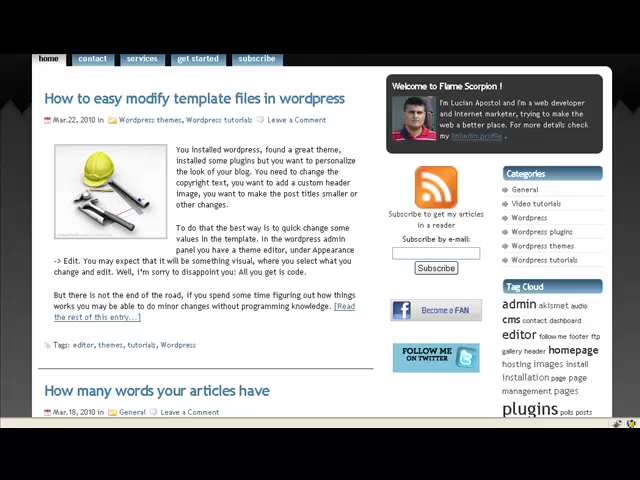 home
contact
services
get started
subscribe
How to easy modify template files in wordpress
Mar.22, 2010 in Wordpress themes, Wordpress tutorials Leave a Comment
You installed wordpress, found a great theme,
installed some plugins but you want to personalize
the look of your blog. You need to change the
copyright text, you want to add a custom header
image, you want to make the post titles smaller or
other changes.
To do that the best way is to quick change some
values in the template. In the wordpress admin
panel you have a theme editor, under Appearance
-> Edit. You may expect that it will be something visual, where you select what
you change and edit. Well, i'm sorry to disapoint you: All you get is code.
But there is not the end of the road, if you spend some time figuring out how things
works you may be able to do minor changes without programming knowledge. [Read
the rest of this entry...]
Tags: editor, themes, tutorials, Wordpress
How many words your articles have
Mar.18, 2010 in General Leave a Comment
Welcome to Flame Scorpion !
I'm Lucian Apostol and i'm a web developer
and internet marketer, trying to make the
web a better place. For more details check
my linkedin profile .
Subscribe to get my articles
in a reader
Subscribe by e-mail:
Subscribe
Become a FAN
FOLLOW ME
ON TWITTER
Categories
General
Video tutorials
Wordpress
Wordpress plugins
Wordpress themes
Wordpress tutorials
Tag Cloud
admin akismet audio
cms contact dashboard
editor follow me footer ftp
gallery header homepage
hosting images install
installation page page
management pages
plugins polls posts